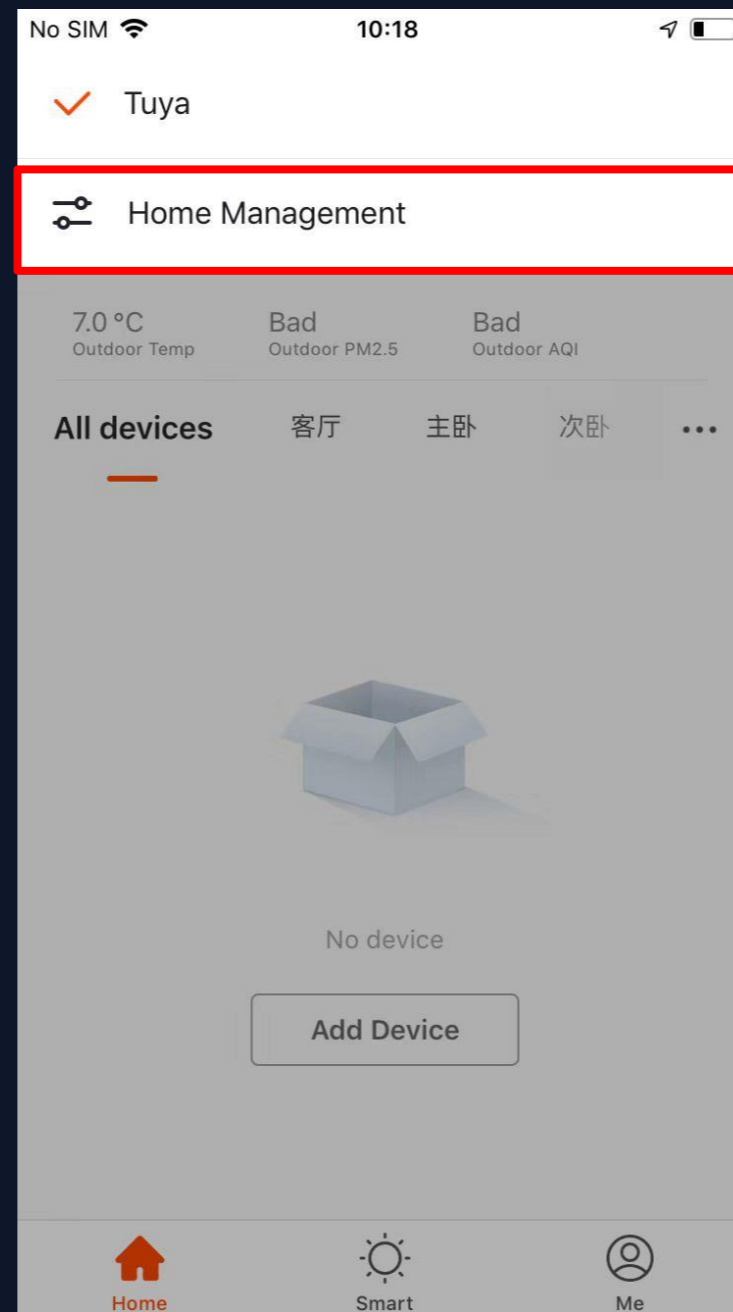 No SIM 10:18
Tuya
Home Management
7.0 °C Bad Bad
Outdoor Temp Outdoor PM2.5 Outdoor AQI
All devices 客厅 主卧 次卧 •••
No device
Add Device
Home Smart Me